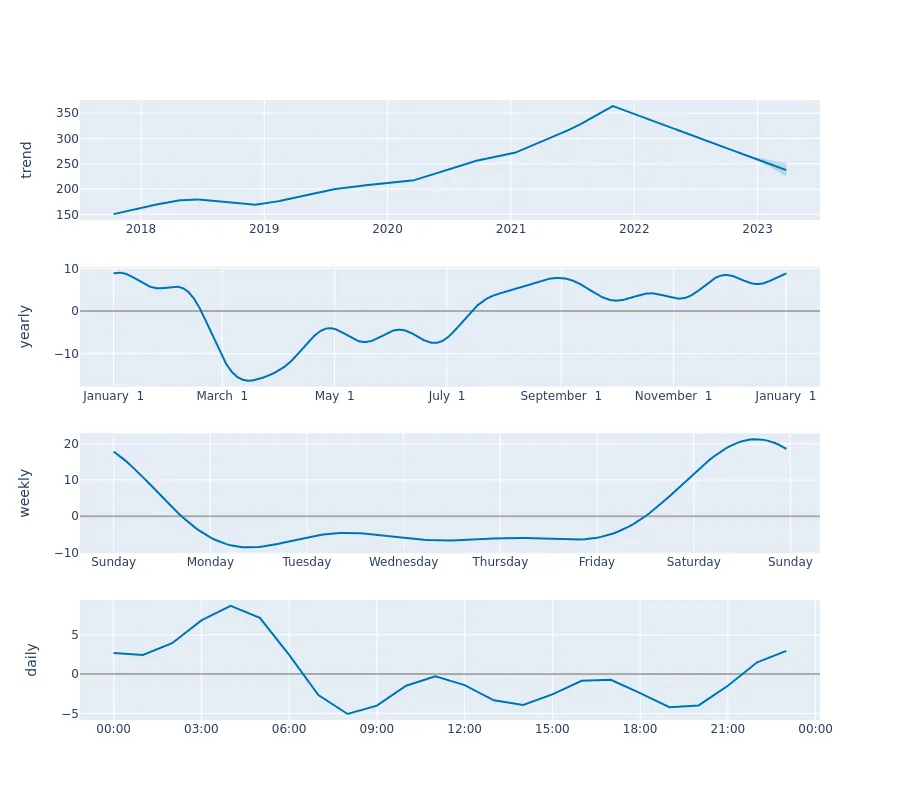 trend
350
300
250
200
150
2018 2019 2020 2021 2022 2023
yearly
10
0
−10
January 1 March 1 May 1 July 1 September 1 November 1 January 1
weekly
20
10
0
−10
Sunday Monday Tuesday Wednesday Thursday Friday Saturday Sunday
daily
5
0
−5
00:00 03:00 06:00 09:00 12:00 15:00 18:00 21:00 00:00